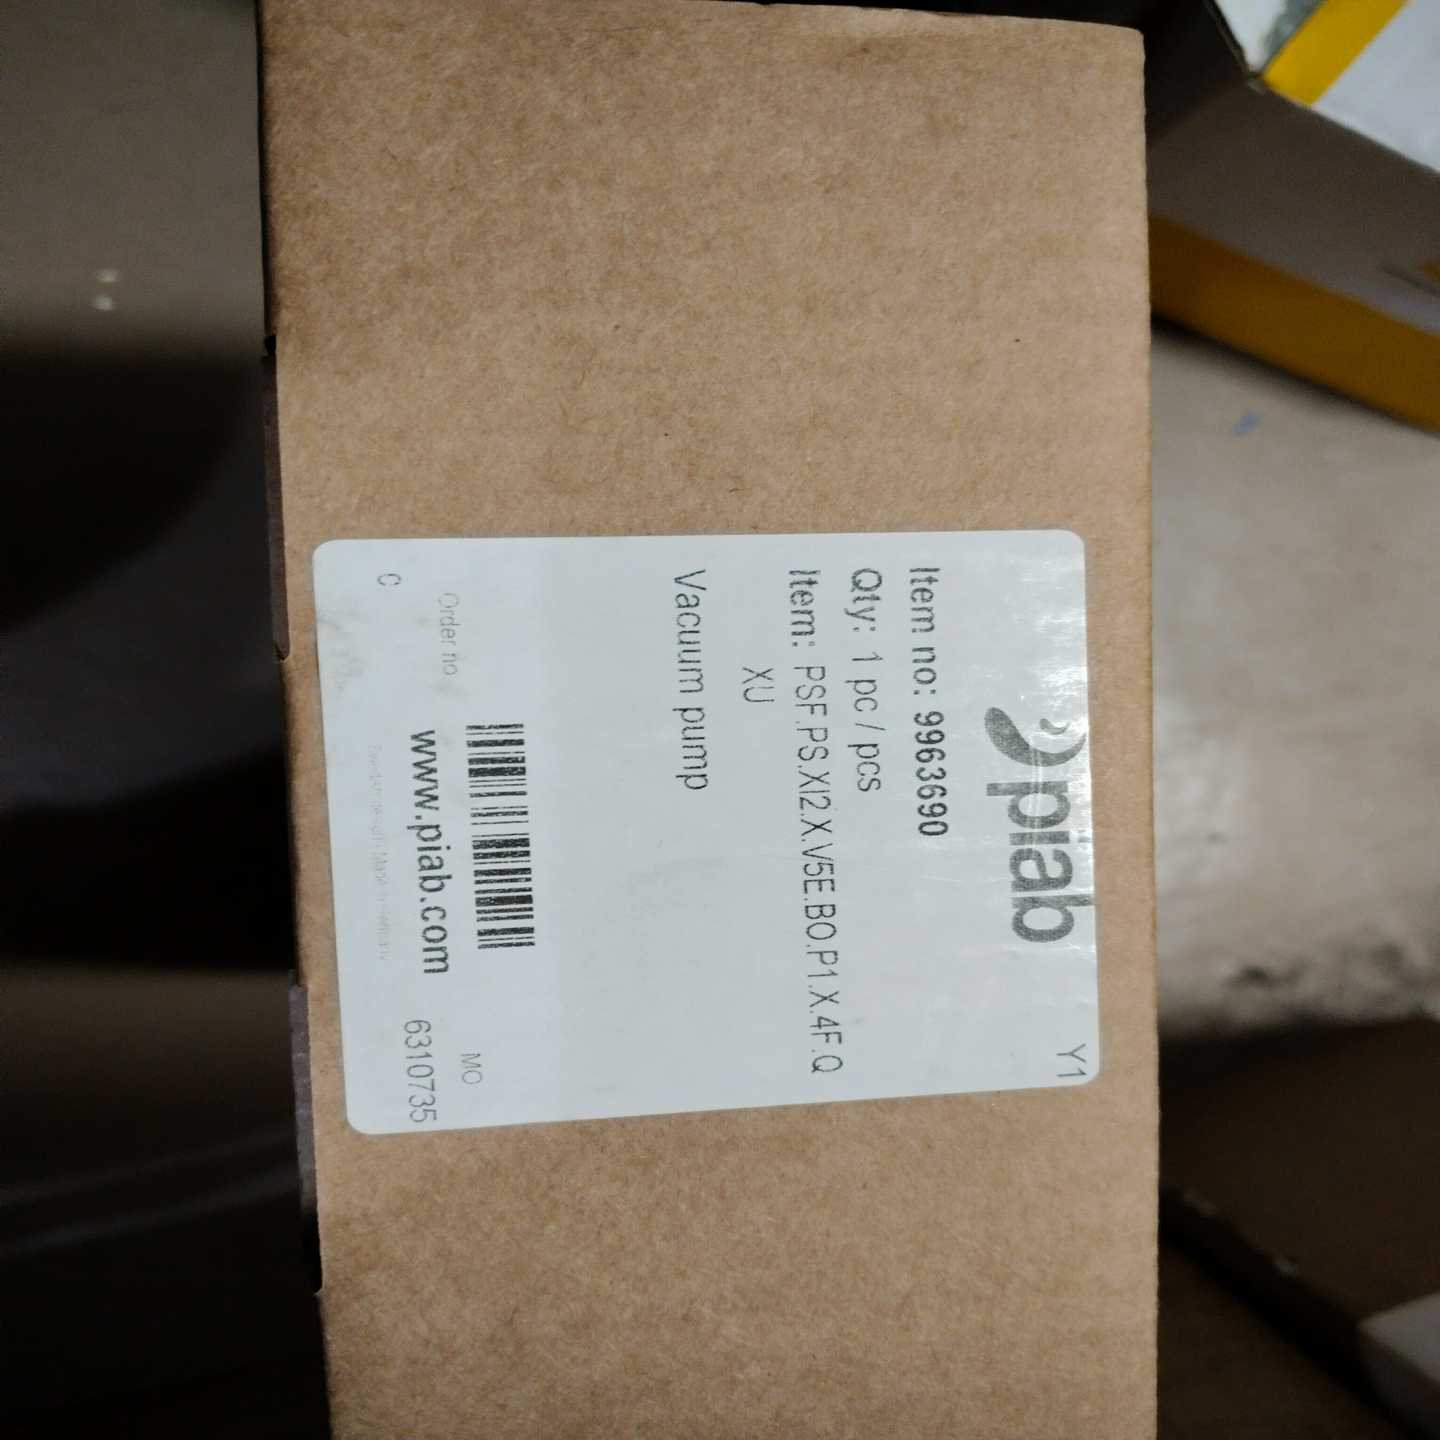 piab
Y1
Item no: 9963690
Qty: 1 pc / pcs
Item: PSF.PS.XI2.X.V5E.BO.P1.X.4F.Q
XU
Vacuum pump
Order no
MO
www.piab.com
6310735
C